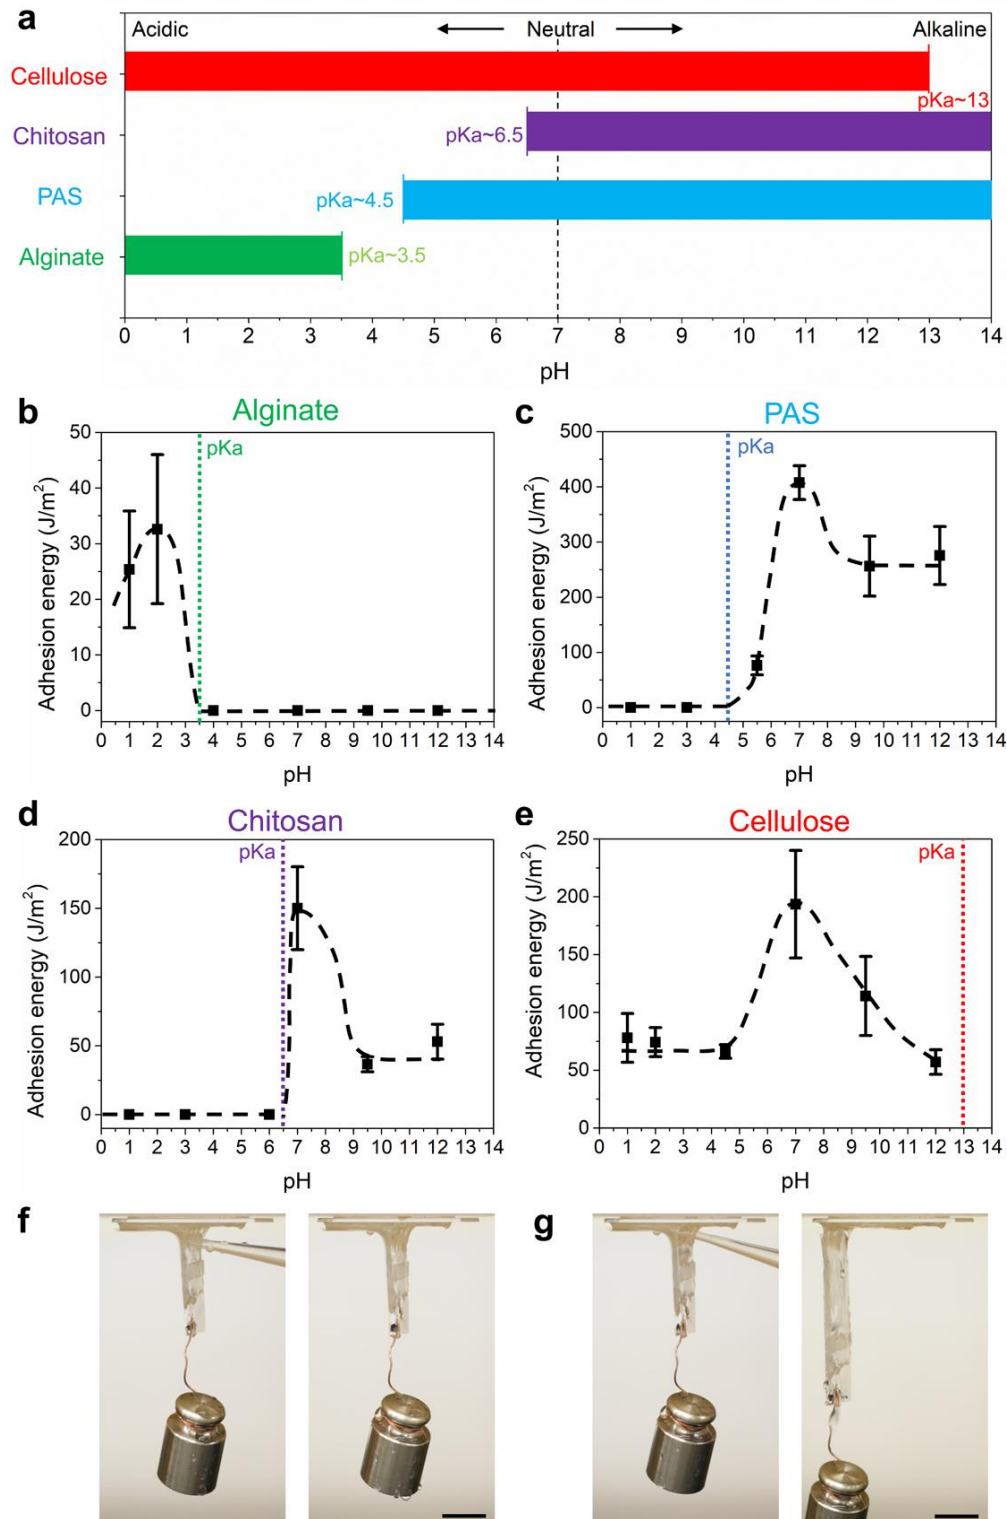 a
Acidic
Neutral
Alkaline
Cellulose
pKa~13
Chitosan
pKa~6.5
PAS
pKa~4.5
Alginate
pKa~3.5
0 1 2 3 4 5 6 7 8 9 10 11 12 13 14
pH
b
Alginate
50
40
30
20
10
0
pKa
Adhesion energy (J/m²)
0 1 2 3 4 5 6 7 8 9 10 11 12 13 14
pH
c
PAS
500
400
300
200
100
0
pKa
Adhesion energy (J/m²)
0 1 2 3 4 5 6 7 8 9 10 11 12 13 14
pH
d
Chitosan
200
150
100
50
0
pKa
Adhesion energy (J/m²)
0 1 2 3 4 5 6 7 8 9 10 11 12 13 14
pH
e
Cellulose
250
200
150
100
50
0
pKa
Adhesion energy (J/m²)
0 1 2 3 4 5 6 7 8 9 10 11 12 13 14
pH
f
g